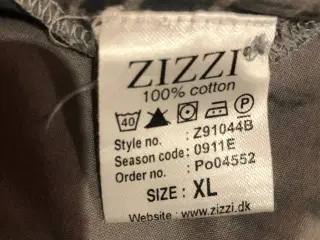 ZIZZI
100% cotton
40 P
Style no. : Z91044B
Season code : 0911E
Order no. : Po04552
SIZE : XL
Website : www.zizzi.dk